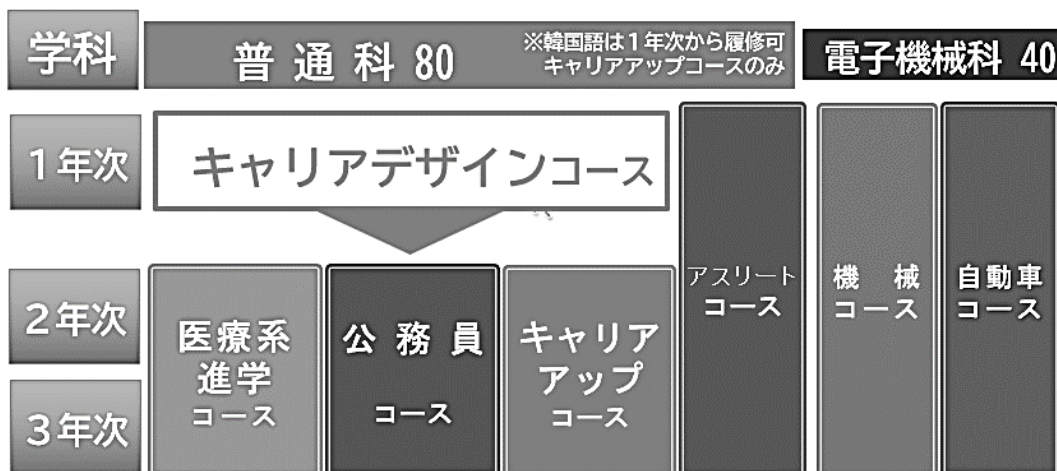 学科
普通科 80
※韓国語は1年次から履修可
キャリアアップコースのみ
電子機械科 40
1年次
キャリアデザインコース
2年次
3年次
医療系
進学
コース
公務員
コース
キャリア
アップ
コース
アスリート
コース
機械
コース
自動車
コース